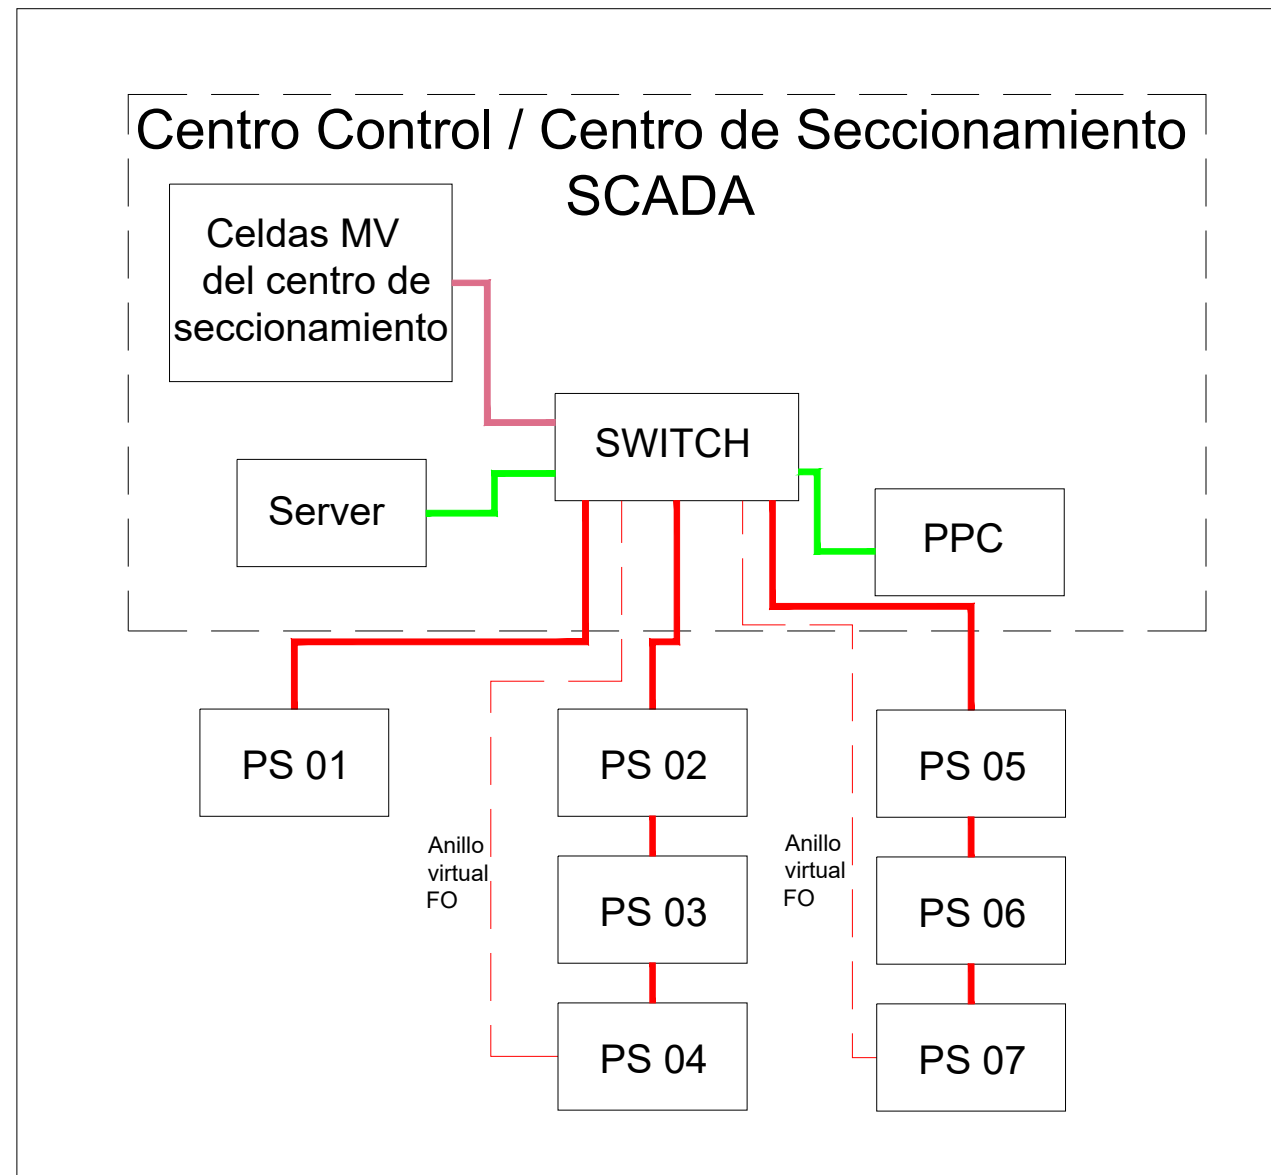 Centro Control / Centro de Seccionamiento
SCADA
Celdas MV
del centro de
seccionamiento
SWITCH
Server
PPC
PS 01
PS 02
PS 05
Anillo
virtual
FO
Anillo
virtual
FO
PS 03
PS 06
PS 04
PS 07